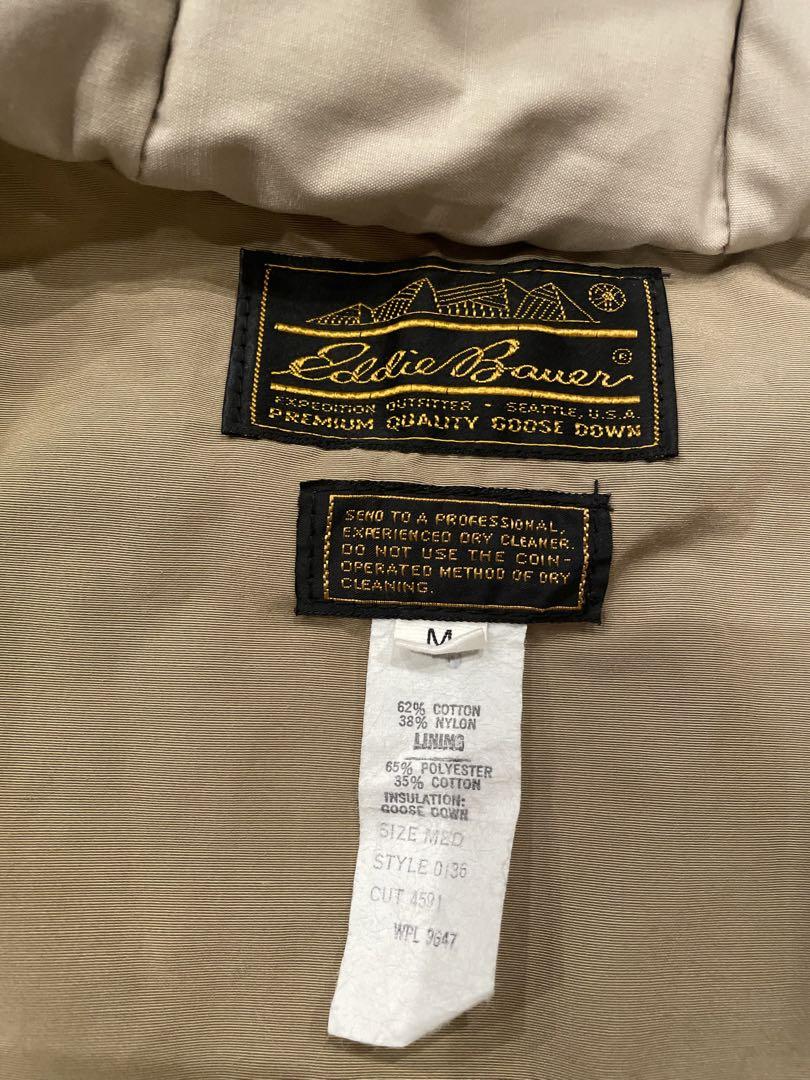 Eddie Bauer®
EXPEDITION OUTFITTER - SEATTLE, U.S.A.
PREMIUM QUALITY GOOSE DOWN
SEND TO A PROFESSIONAL,
EXPERIENCED DRY CLEANER.
DO NOT USE THE COIN-
OPERATED METHOD OF DRY
CLEANING.
M
62% COTTON
38% NYLON
LINING
65% POLYESTER
35% COTTON
INSULATION:
GOOSE DOWN
SIZE MED
STYLE 0136
CUT 4591
WPL 9647